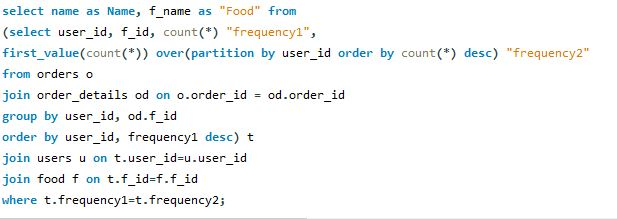 select name as Name, f_name as "Food" from
(select user_id, f_id, count(*) "frequency1",
first_value(count(*)) over(partition by user_id order by count(*) desc) "frequency2"
from orders o
join order_details od on o.order_id = od.order_id
group by user_id, od.f_id
order by user_id, frequency1 desc) t
join users u on t.user_id=u.user_id
join food f on t.f_id=f.f_id
where t.frequency1=t.frequency2;